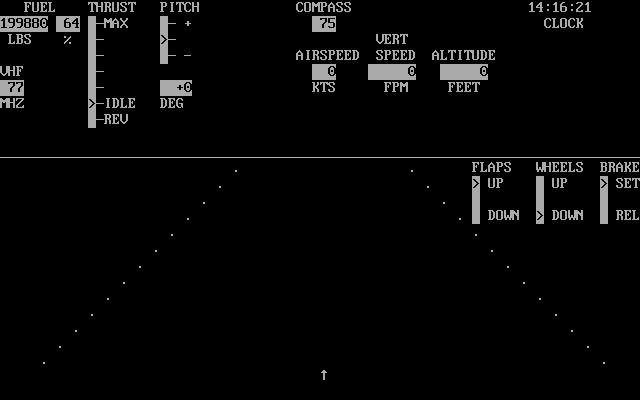 FUEL THRUST PITCH COMPASS 14:16:21
199880 64 MAX + 75 CLOCK
LBS % VERT
- AIRSPEED SPEED ALTITUDE
VHF 0 0 0
77 +0 KTS FPM FEET
MHZ > IDLE DEG
REV
FLAPS WHEELS BRAKE
> UP UP > SET
DOWN > DOWN REL
↑